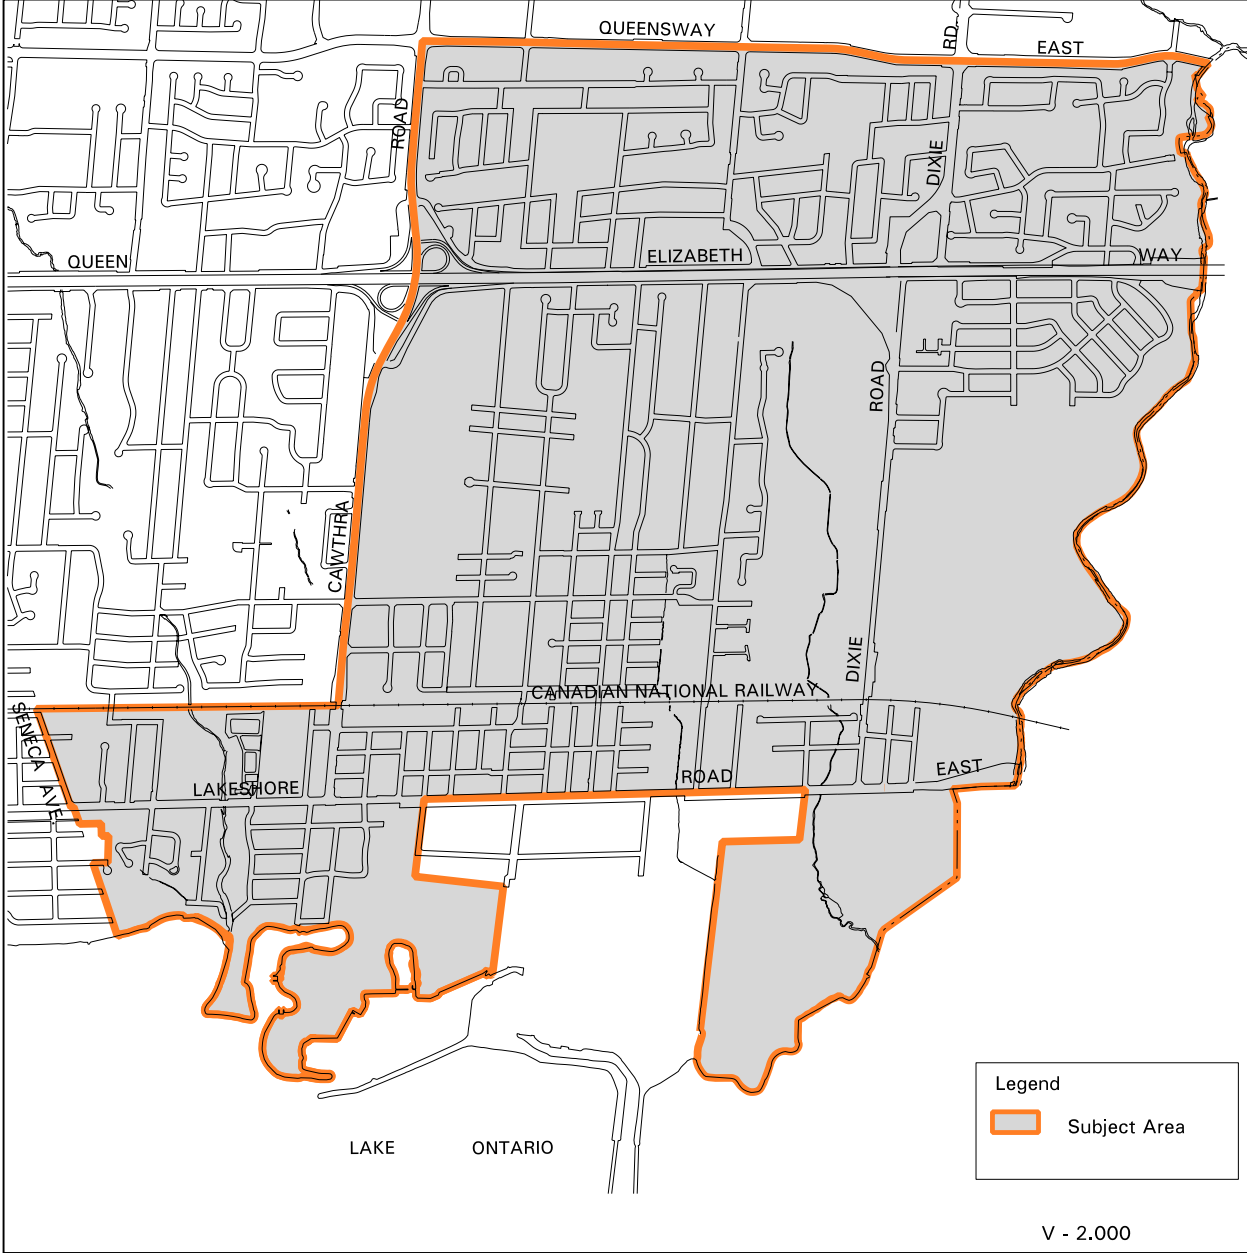 QUEENSWAY
RD.
EAST
ROAD
DIXIE
QUEEN
ELIZABETH
WAY
ROAD
CAWTHRA
DIXIE
CANADIAN NATIONAL RAILWAY
SENECA AVE.
LAKESHORE
ROAD
EAST
Legend
Subject Area
LAKE ONTARIO
V - 2.000